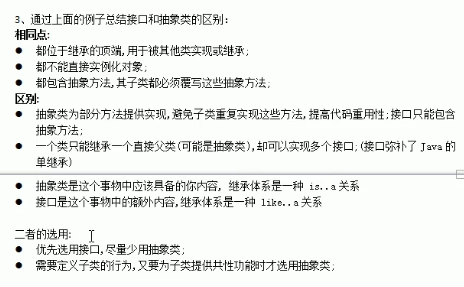 3、通过上面的例子总结接口和抽象类的区别:
相同点:
● 都位于继承的顶端,用于被其他类实现或继承;
● 都不能直接实例化对象;
● 都包含抽象方法,其子类都必须覆写这些抽象方法;
区别:
● 抽象类为部分方法提供实现,避免子类重复实现这些方法,提高代码重用性;接口只能包含
抽象方法;
● 一个类只能继承一个直接父类(可能是抽象类),却可以实现多个接口;(接口弥补了 Java的
单继承)
● 抽象类是这个事物中应该具备的你内容, 继承体系是一种 is..a 关系
● 接口是这个事物中的额外内容,继承体系是一种 like..a 关系
二者的选用:
● 优先选用接口,尽量少用抽象类;
● 需要定义子类的行为,又要为子类提供共性功能时才选用抽象类;